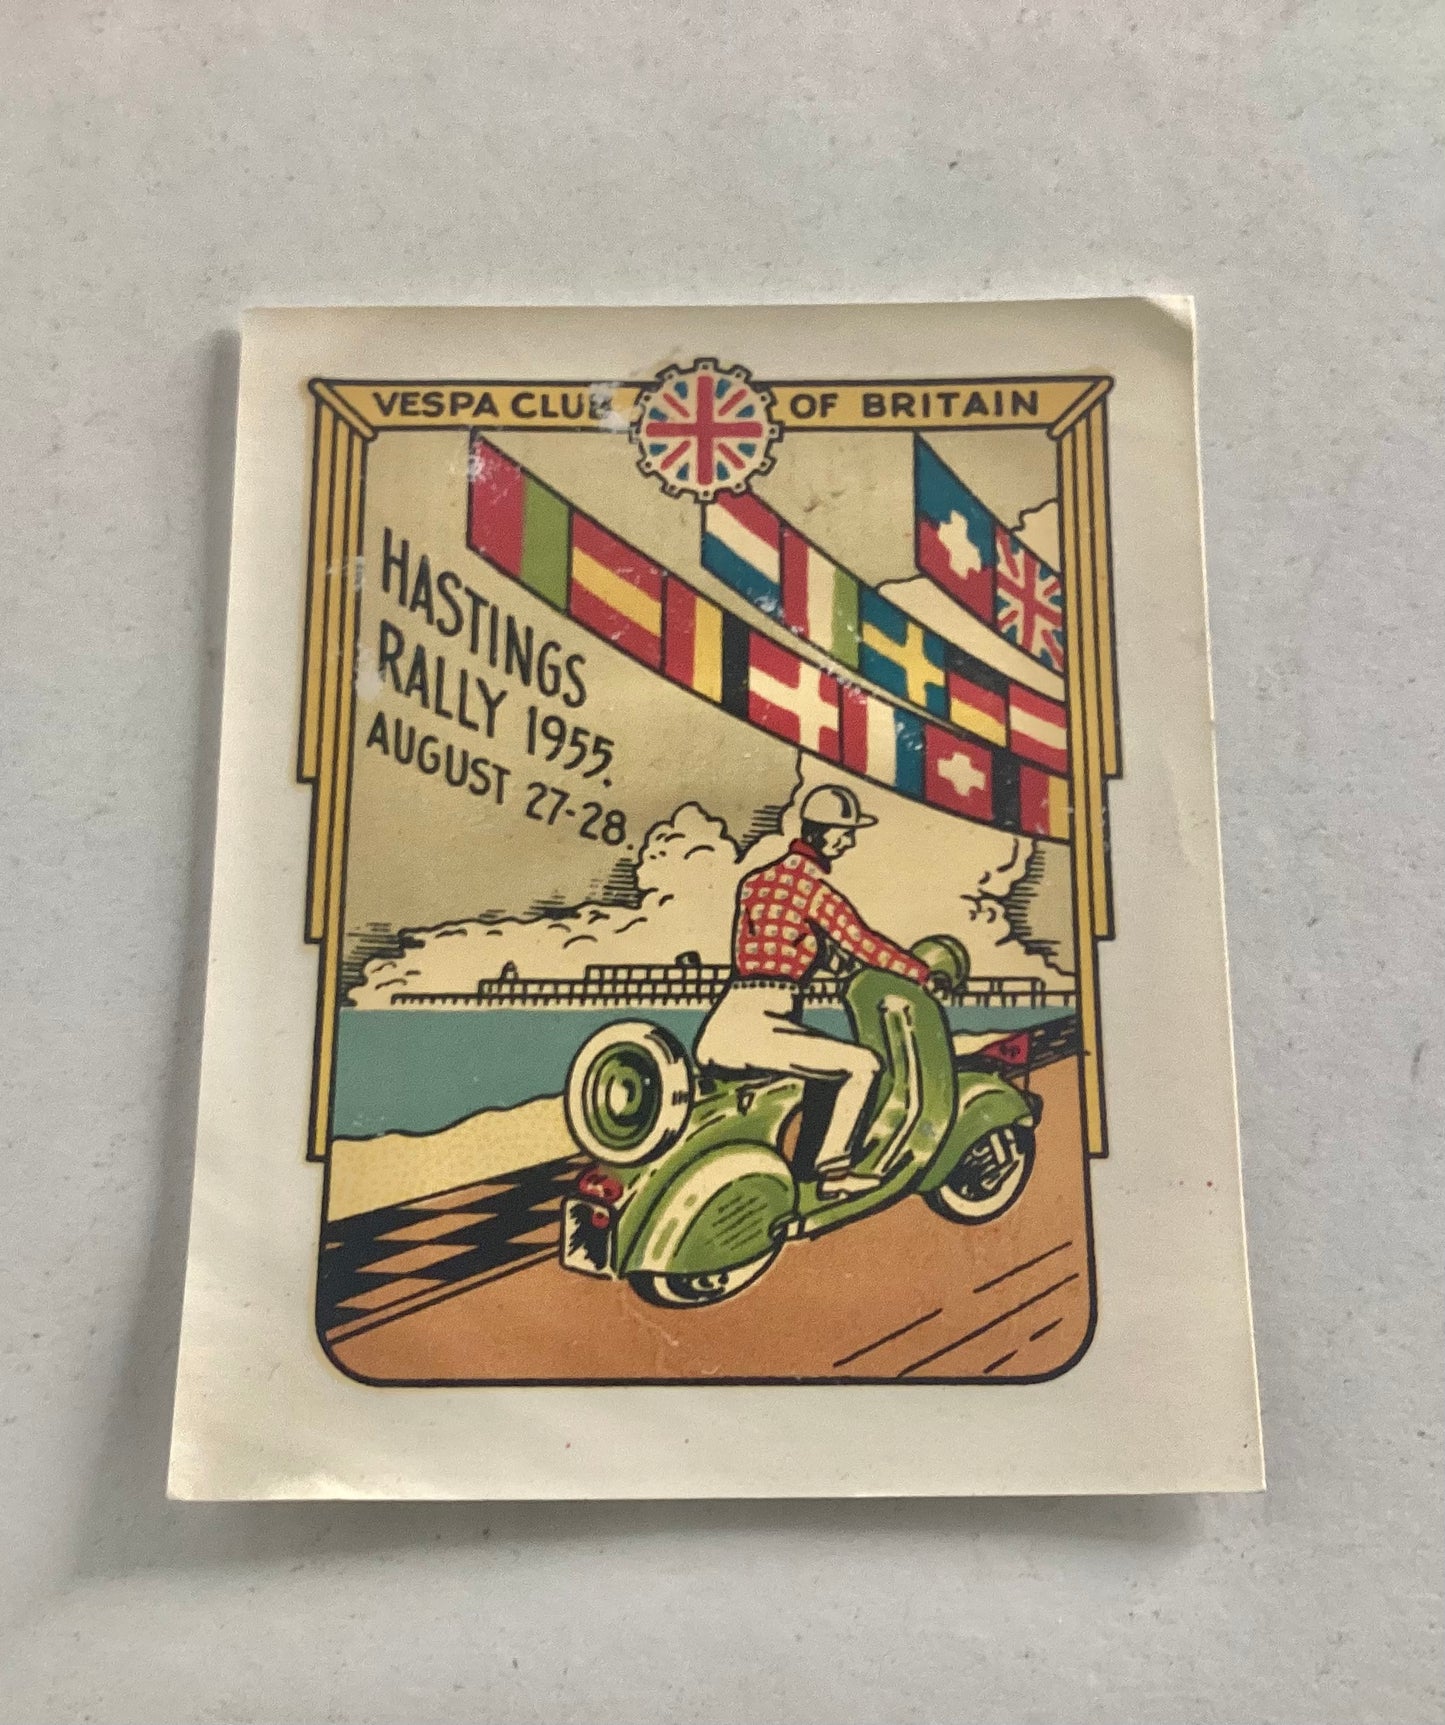 VESPA CLUB OF BRITAIN
HASTINGS
RALLY 1955.
AUGUST 27-28.